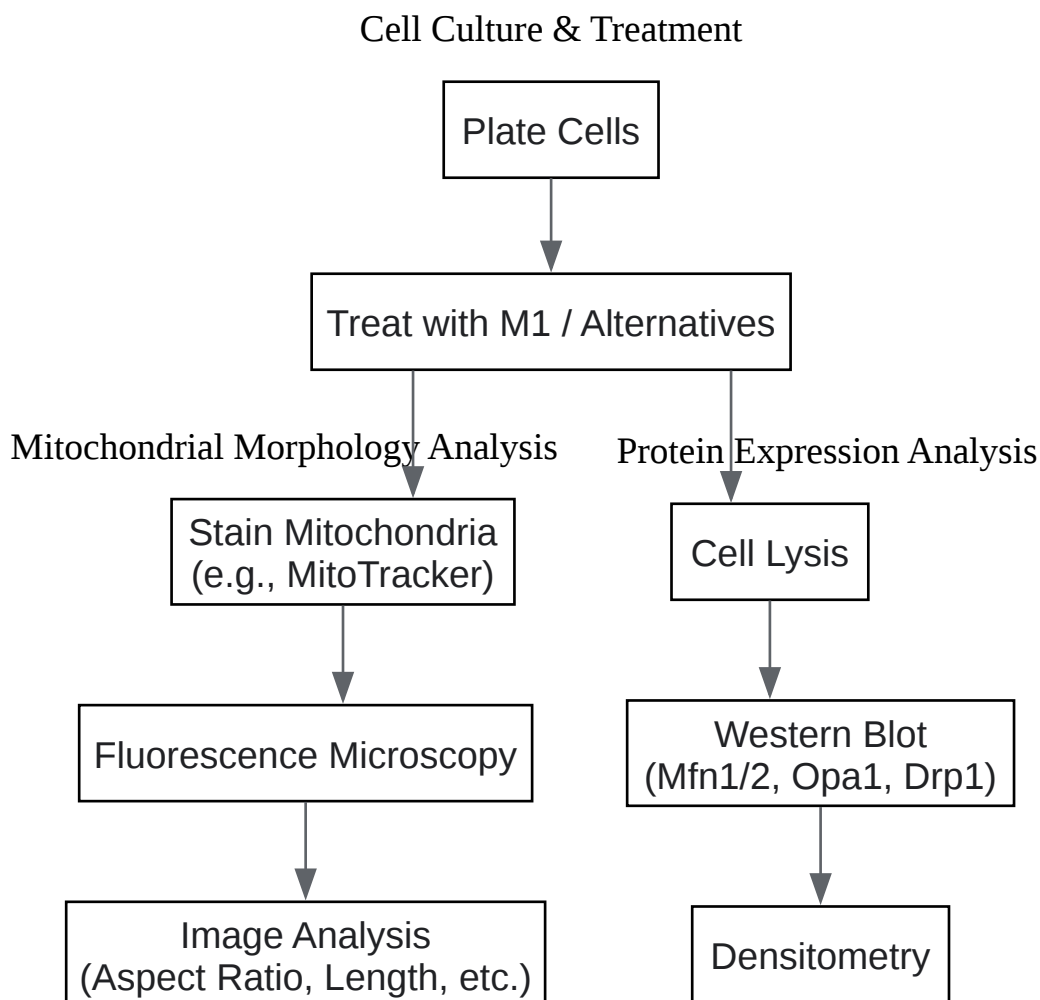 Cell Culture & Treatment
Plate Cells
Treat with M1 / Alternatives
Mitochondrial Morphology Analysis
Stain Mitochondria
(e.g., MitoTracker)
Fluorescence Microscopy
Image Analysis
(Aspect Ratio, Length, etc.)
Protein Expression Analysis
Cell Lysis
Western Blot
(Mfn1/2, Opa1, Drp1)
Densitometry